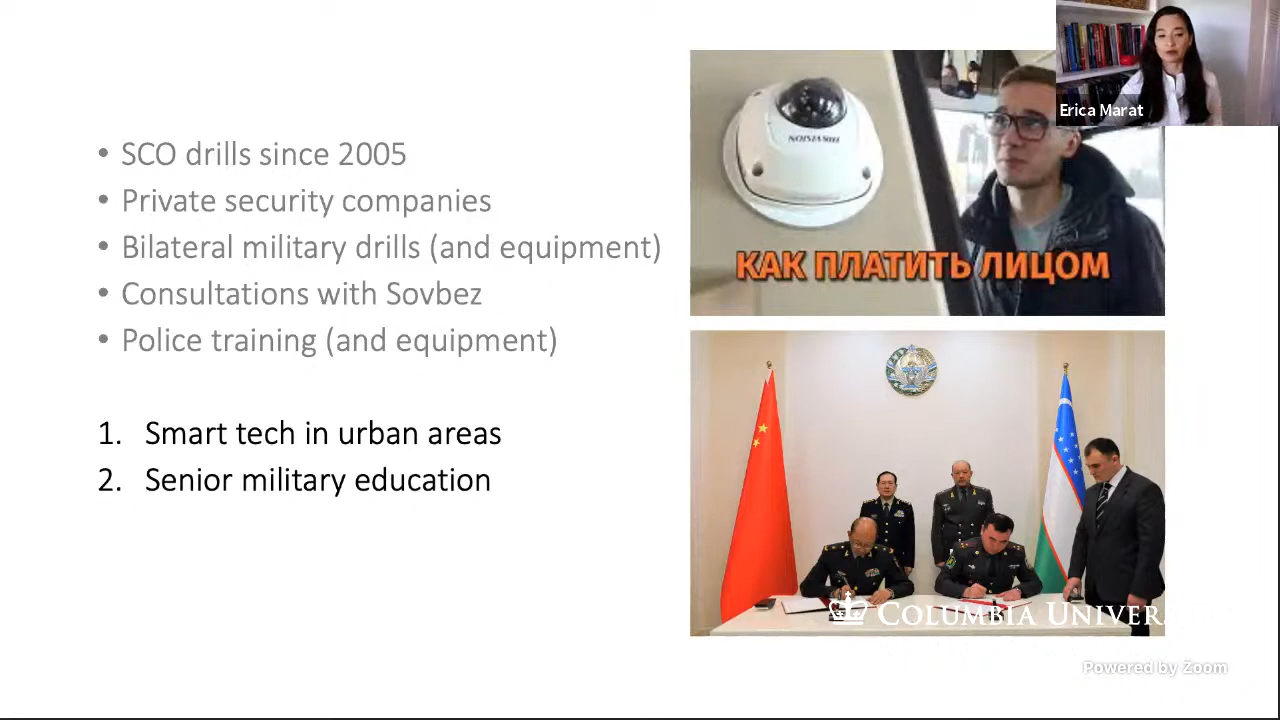 Erica Marat
• SCO drills since 2005
• Private security companies
• Bilateral military drills (and equipment)
• Consultations with Sovbez
• Police training (and equipment)
1. Smart tech in urban areas
2. Senior military education
HIKVISION
КАК ПЛАТИТЬ ЛИЦОМ
COLUMBIA UNIVER
Powered by Zoom